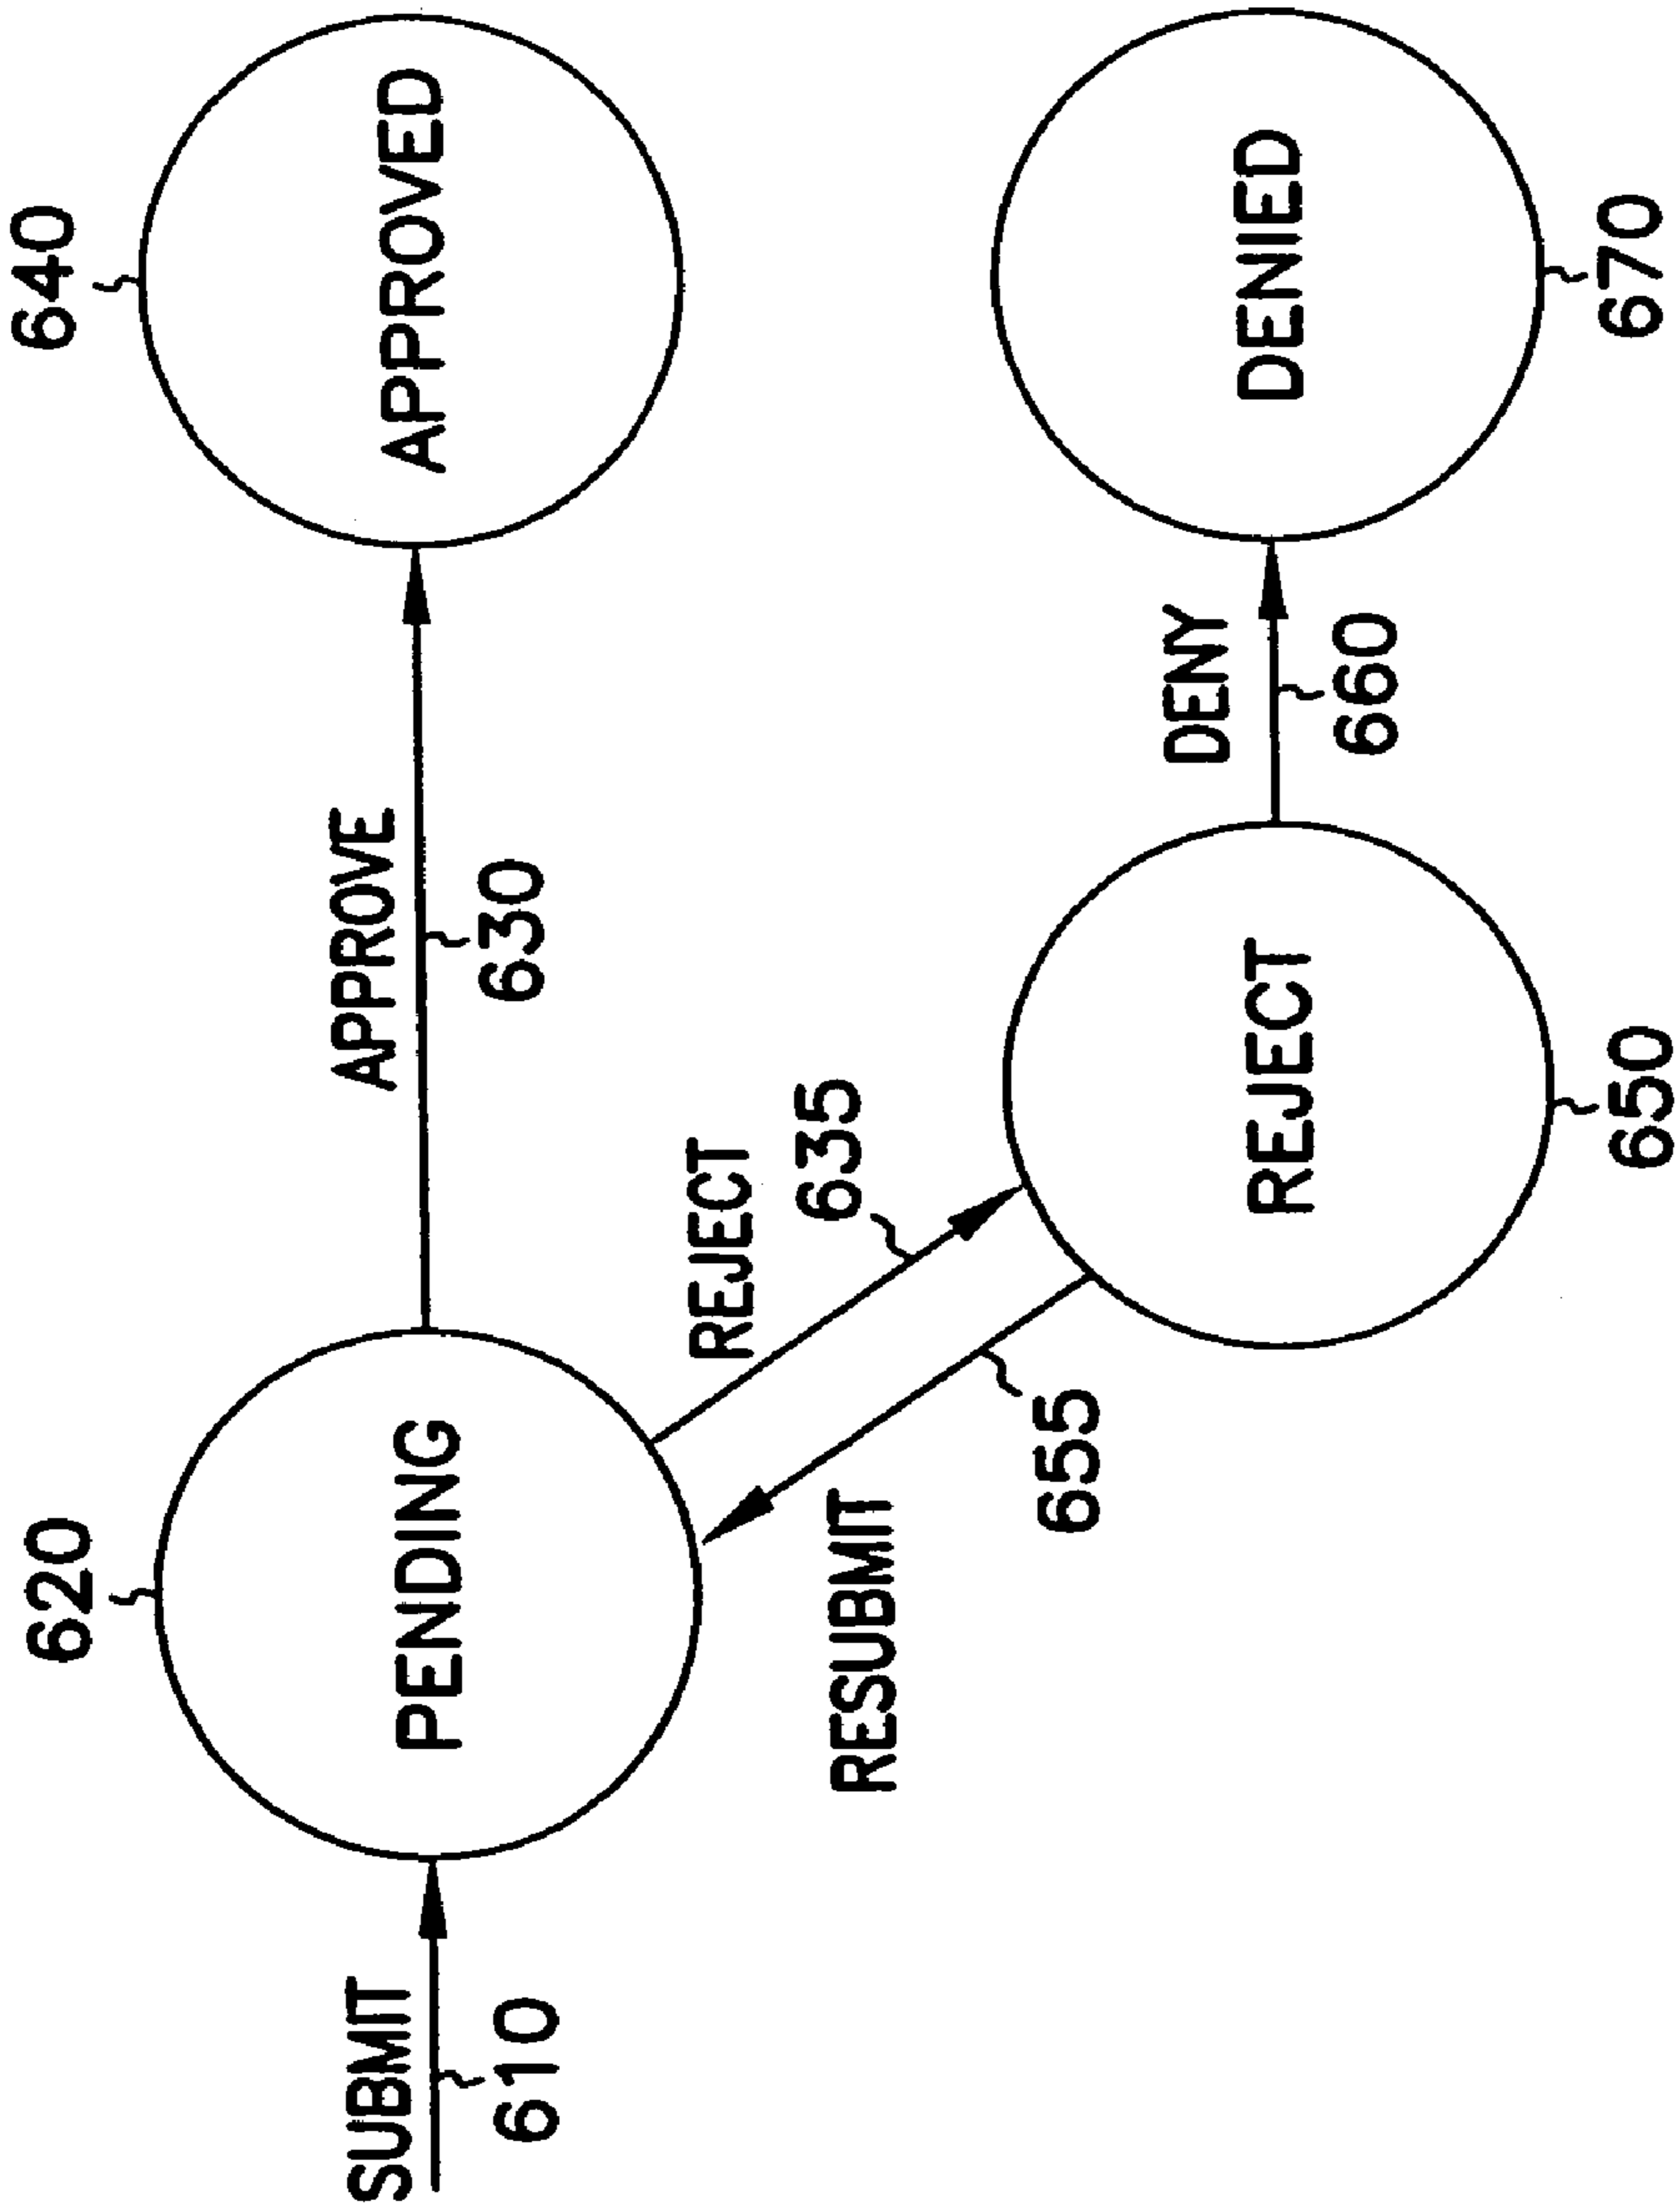 620
640
SUBMIT
610
PENDING
APPROVE
630
APPROVED
REJECT
635
RESUBMIT
655
REJECT
650
DENY
660
DENIED
670